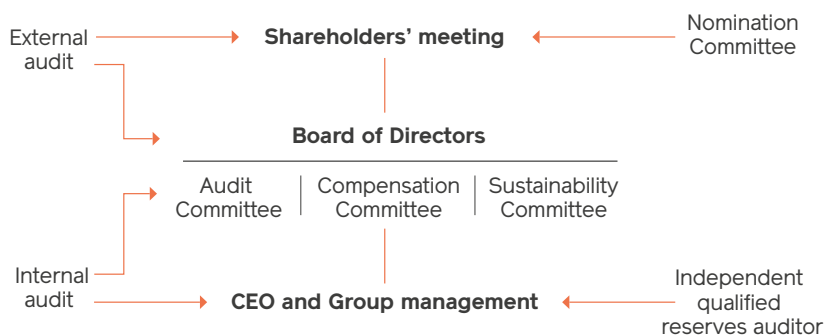 External
audit
Shareholders’ meeting
Nomination
Committee
Board of Directors
Audit
Committee
Compensation
Committee
Sustainability
Committee
Internal
audit
CEO and Group management
Independent
qualified
reserves auditor